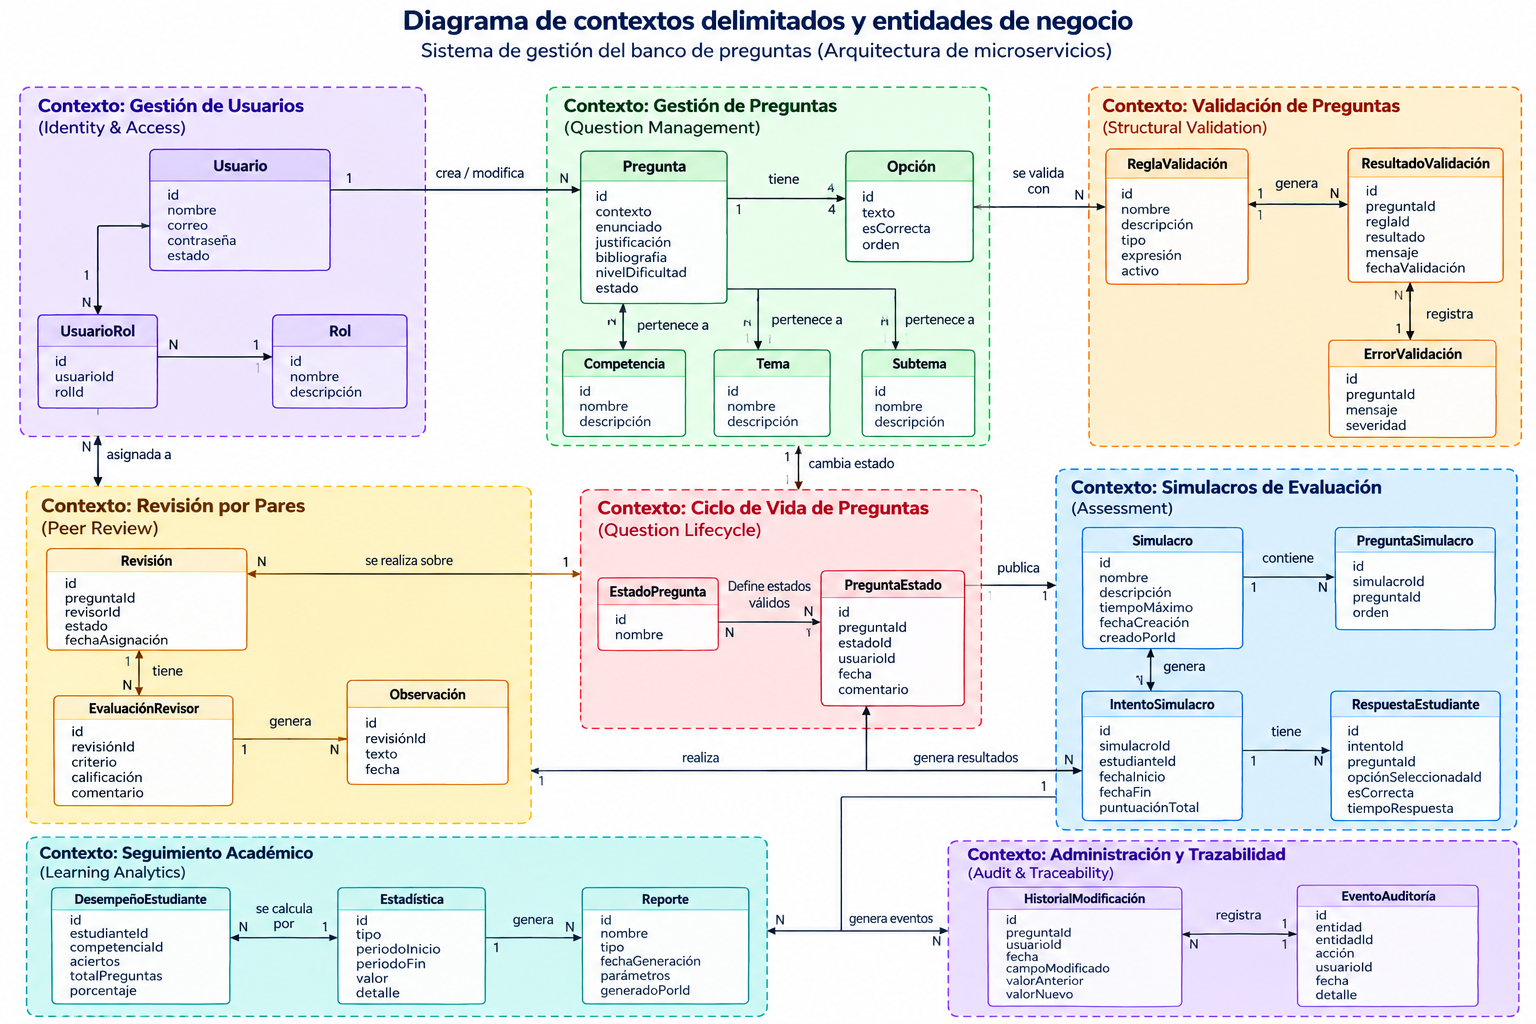 Diagrama de contextos delimitados y entidades de negocio
Sistema de gestión del banco de preguntas (Arquitectura de microservicios)
Contexto: Gestión de Usuarios
(Identity & Access)
Usuario
id
nombre
correo
contraseña
estado
1
N
UsuarioRol
id
usuarioId
rolId
N
1
Rol
id
nombre
descripción
1
crea / modifica
N
Contexto: Gestión de Preguntas
(Question Management)
Pregunta
id
contexto
enunciado
justificación
bibliografía
nivelDificultad
estado
tiene
4
1
4
Opción
id
texto
esCorrecta
orden
N
pertenece a
N
pertenece a
pertenece a
Competencia
id
nombre
descripción
Tema
id
nombre
descripción
Subtema
id
nombre
descripción
se valida
con
N
Contexto: Validación de Preguntas
(Structural Validation)
ReglaValidación
id
nombre
descripción
tipo
expresión
activo
genera
1
N
1
ResultadoValidación
id
preguntaId
reglaId
resultado
mensaje
fechaValidación
N
registra
1
ErrorValidación
id
preguntaId
mensaje
severidad
N
asignada a
1
cambia estado
Contexto: Revisión por Pares
(Peer Review)
Revisión
id
preguntaId
revisorId
estado
fechaAsignación
N
se realiza sobre
1
1
tiene
N
EvaluaciónRevisor
id
revisiónId
criterio
calificación
comentario
genera
1
N
Observación
id
revisiónId
texto
fecha
Contexto: Ciclo de Vida de Preguntas
(Question Lifecycle)
EstadoPregunta
id
nombre
Define estados
válidos
N
N
1
PreguntaEstado
id
preguntaId
estadoId
usuarioId
fecha
comentario
publica
1
Contexto: Simulacros de Evaluación
(Assessment)
Simulacro
id
nombre
descripción
tiempoMáximo
fechaCreación
creadoPorId
contiene
1
N
PreguntaSimulacro
id
simulacroId
preguntaId
orden
genera
N
IntentoSimulacro
id
simulacroId
estudianteId
fechaInicio
fechaFin
puntuaciónTotal
tiene
1
N
RespuestaEstudiante
id
intentoId
preguntaId
opciónSeleccionadaId
esCorrecta
tiempoRespuesta
realiza
genera resultados
N
1
1
Contexto: Seguimiento Académico
(Learning Analytics)
DesempeñoEstudiante
id
estudianteId
competenciaId
aciertos
totalPreguntas
porcentaje
se calcula
por
N
1
Estadística
id
tipo
periodoInicio
periodoFin
valor
detalle
genera
N
1
Reporte
id
nombre
tipo
fechaGeneración
parámetros
generadoPorId
N
genera eventos
N
Contexto: Administración y Trazabilidad
(Audit & Traceability)
HistorialModificación
id
preguntaId
usuarioId
fecha
campoModificado
valorAnterior
valorNuevo
registra
1
N
1
EventoAuditoría
id
entidad
entidadId
acción
usuarioId
fecha
detalle